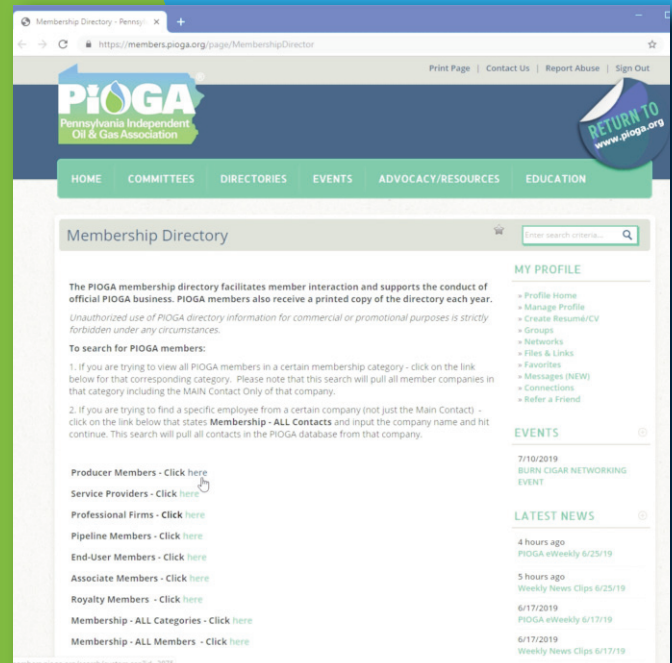 Membership Directory - Pennsyl
https://members.pioga.org/page/MembershipDirector
Print Page | Contact Us | Report Abuse | Sign Out
PIOGA
Pennsylvania Independent
Oil & Gas Association
RETURN TO
www.pioga.org
HOME COMMITTEES DIRECTORIES EVENTS ADVOCACY/RESOURCES EDUCATION
Membership Directory
Enter search criteria...
The PIOGA membership directory facilitates member interaction and supports the conduct of
official PIOGA business. PIOGA members also receive a printed copy of the directory each year.
Unauthorized use of PIOGA directory information for commercial or promotional purposes is strictly
forbidden under any circumstances.
To search for PIOGA members:
1. If you are trying to view all PIOGA members in a certain membership category - click on the link
below for that corresponding category. Please note that this search will pull all member companies in
that category including the MAIN Contact Only of that company.
2. If you are trying to find a specific employee from a certain company (not just the Main Contact) -
click on the link below that states Membership - ALL Contacts and input the company name and hit
continue. This search will pull all contacts in the PIOGA database from that company.
Producer Members - Click here
Service Providers - Click here
Professional Firms - Click here
Pipeline Members - Click here
End-User Members - Click here
Associate Members - Click here
Royalty Members - Click here
Membership - ALL Categories - Click here
Membership - ALL Members - Click here
MY PROFILE
» Profile Home
» Manage Profile
» Create Resumé/CV
» Groups
» Networks
» Files & Links
» Favorites
» Messages (NEW)
» Connections
» Refer a Friend
EVENTS
7/10/2019
BURN CIGAR NETWORKING
EVENT
LATEST NEWS
4 hours ago
PIOGA eWeekly 6/25/19
5 hours ago
Weekly News Clips 6/25/19
6/17/2019
PIOGA eWeekly 6/17/19
6/17/2019
Weekly News Clips 6/17/19